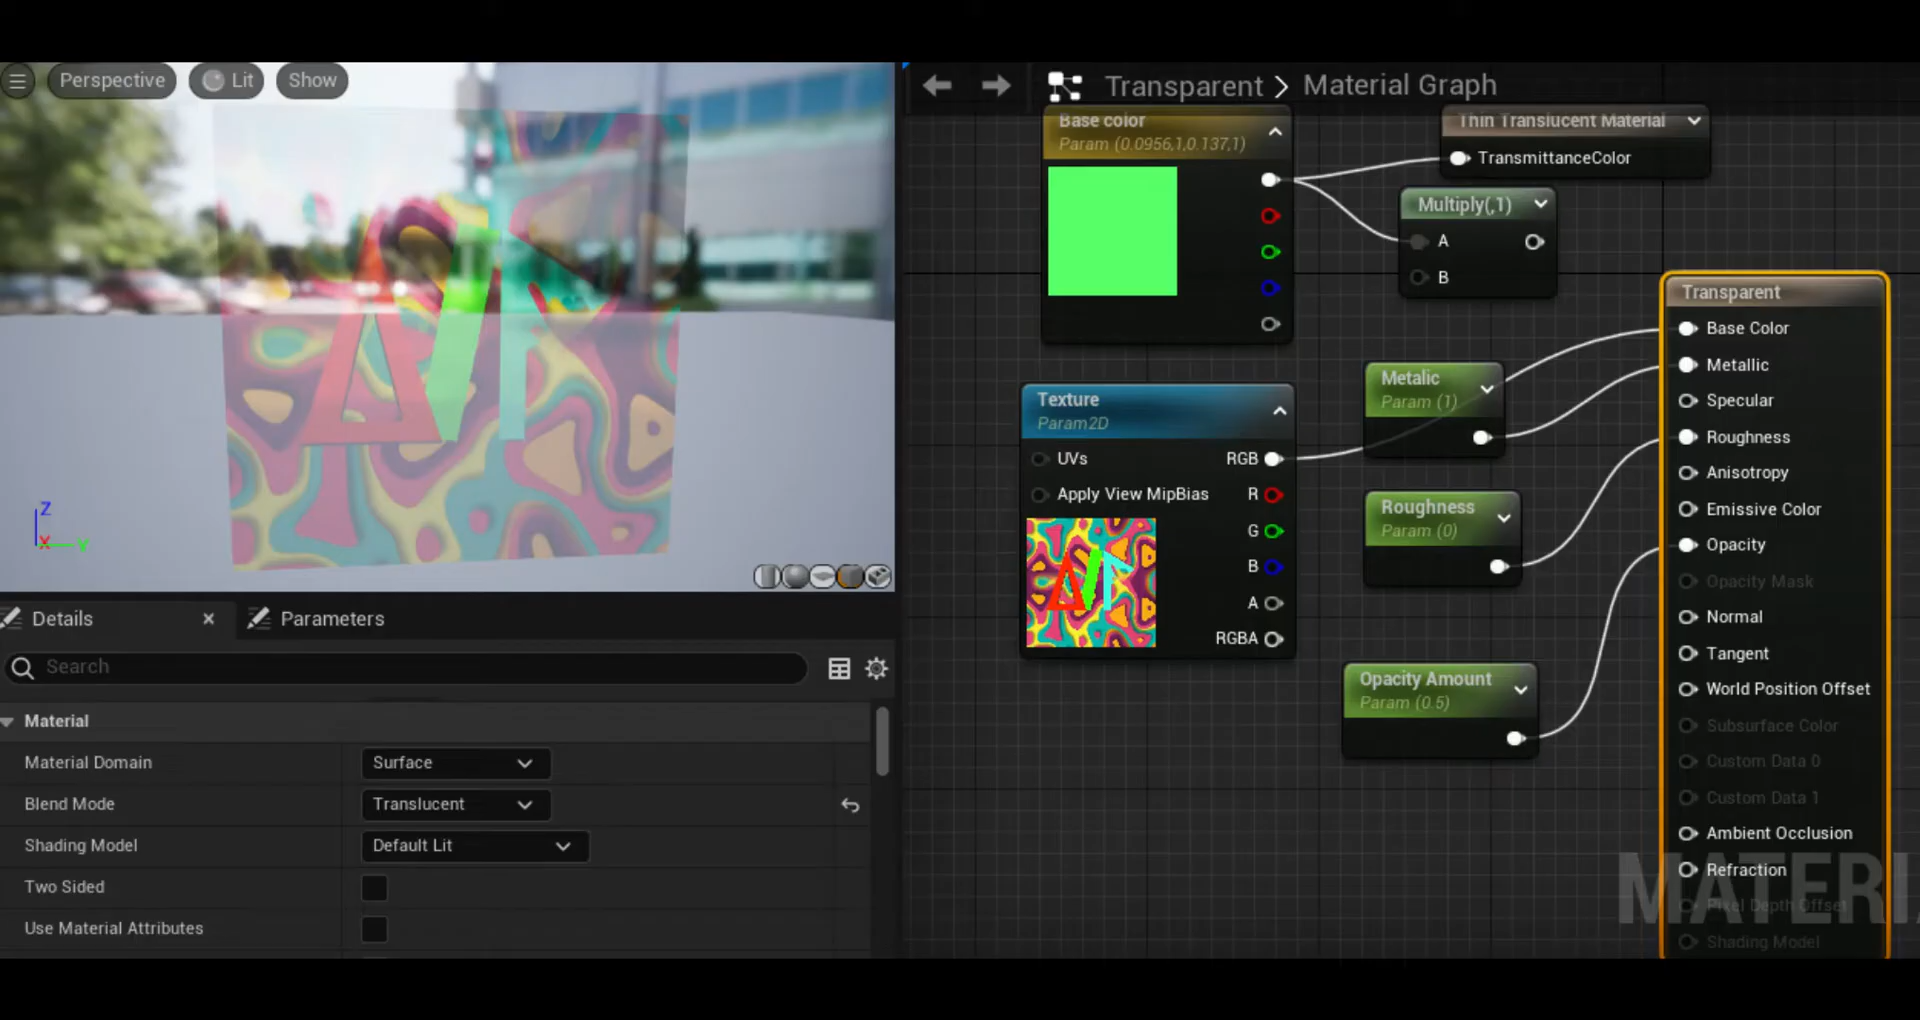 Perspective
Lit
Show
Z
X
Y
Details
Parameters
Search
Material
Material Domain
Surface
Blend Mode
Translucent
Shading Model
Default Lit
Two Sided
Use Material Attributes
Transparent > Material Graph
Base color
Param (0.0956,1,0.137,1)
Thin Translucent Material
TransmittanceColor
Multiply(,1)
A
B
Texture
Param2D
UVs
RGB
Apply View MipBias
R
G
B
A
RGBA
Metalic
Param (1)
Roughness
Param (0)
Opacity Amount
Param (0.5)
Transparent
Base Color
Metallic
Specular
Roughness
Anisotropy
Emissive Color
Opacity
Opacity Mask
Normal
Tangent
World Position Offset
Subsurface Color
Custom Data 0
Custom Data 1
Ambient Occlusion
Refraction
Pixel Depth Offset
Shading Model
MATERI